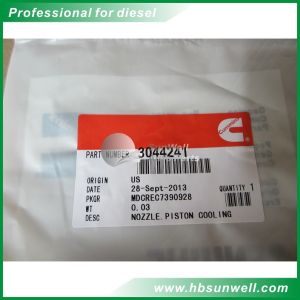 Professional for diesel
PART NUMBER 3044241
ORIGIN US
DATE 28-Sept-2013 QUANTITY 1
PKGR MDCREC7390928
WT 0.03
DESC NOZZLE,PISTON COOLING
www.hbsunwell.com